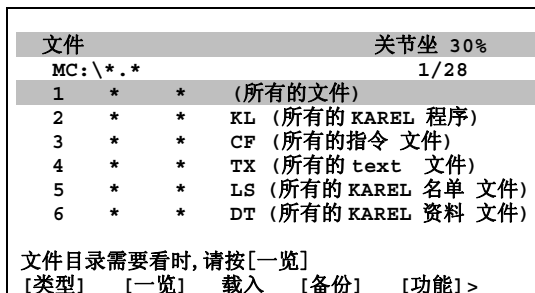 文件 关节坐 30%
MC:\*.* 1/28
1 * * (所有的文件)
2 * * KL (所有的 KAREL 程序)
3 * * CF (所有的指令 文件)
4 * * TX (所有的 text 文件)
5 * * LS (所有的 KAREL 名单 文件)
6 * * DT (所有的 KAREL 资料 文件)
文件目录需要看时,请按[一览]
[类型] [一览] 载入 [备份] [功能]>